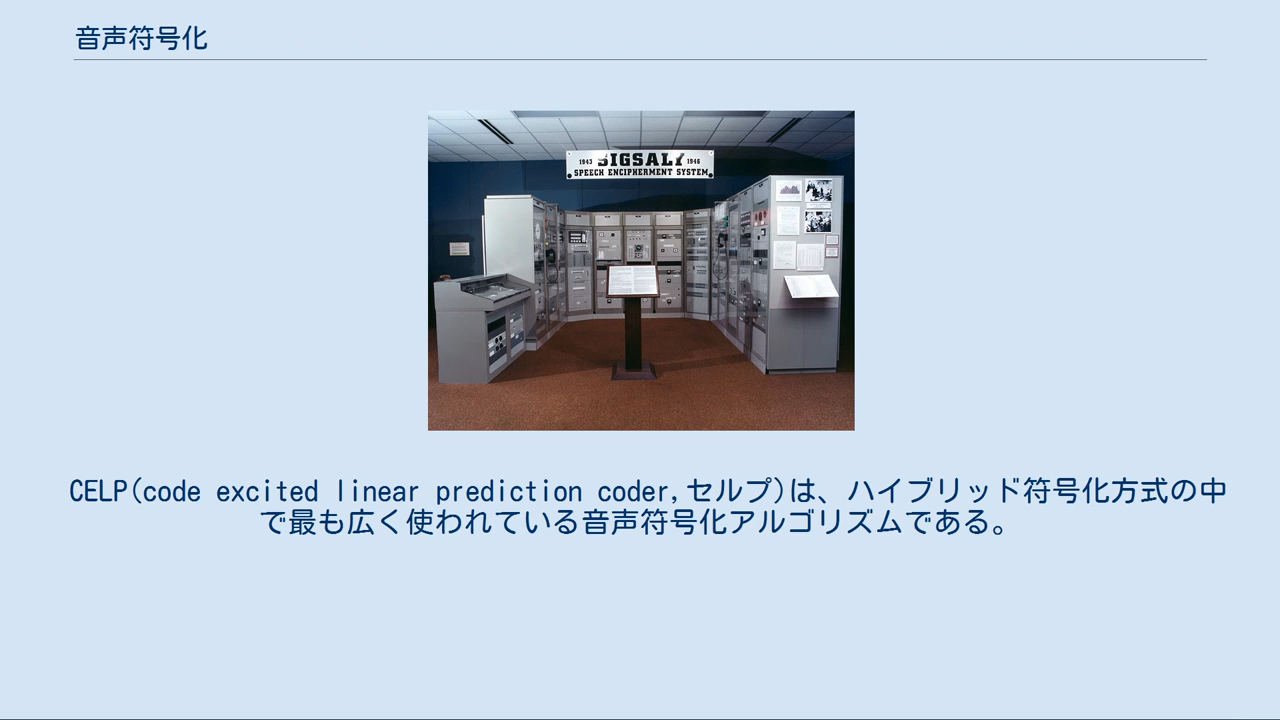 音声符号化
1943 SIGSALY 1946
SPEECH ENCIPHERMENT SYSTEM
CELP(code excited linear prediction coder,セルプ)は、ハイブリッド符号化方式の中
で最も広く使われている音声符号化アルゴリズムである。